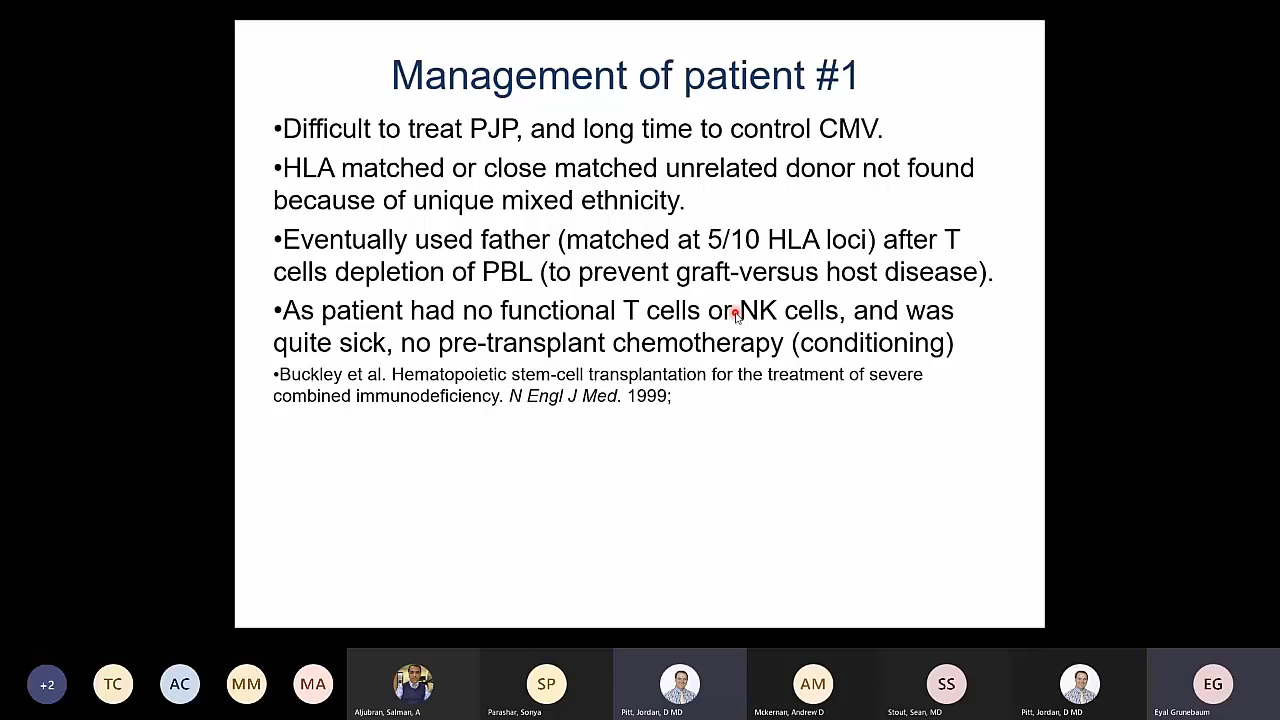 Management of patient #1
•Difficult to treat PJP, and long time to control CMV.
•HLA matched or close matched unrelated donor not found
because of unique mixed ethnicity.
•Eventually used father (matched at 5/10 HLA loci) after T
cells depletion of PBL (to prevent graft-versus host disease).
•As patient had no functional T cells or NK cells, and was
quite sick, no pre-transplant chemotherapy (conditioning)
•Buckley et al. Hematopoietic stem-cell transplantation for the treatment of severe
combined immunodeficiency. N Engl J Med. 1999;
+2
TC
AC
MM
MA
SP
AM
SS
EG
Aljubran, Salman, A
Parashar, Sonya
Pitt, Jordan, D MD
Mckernan, Andrew D
Stout, Sean, MD
Pitt, Jordan, D MD
Eyal Grunebaum